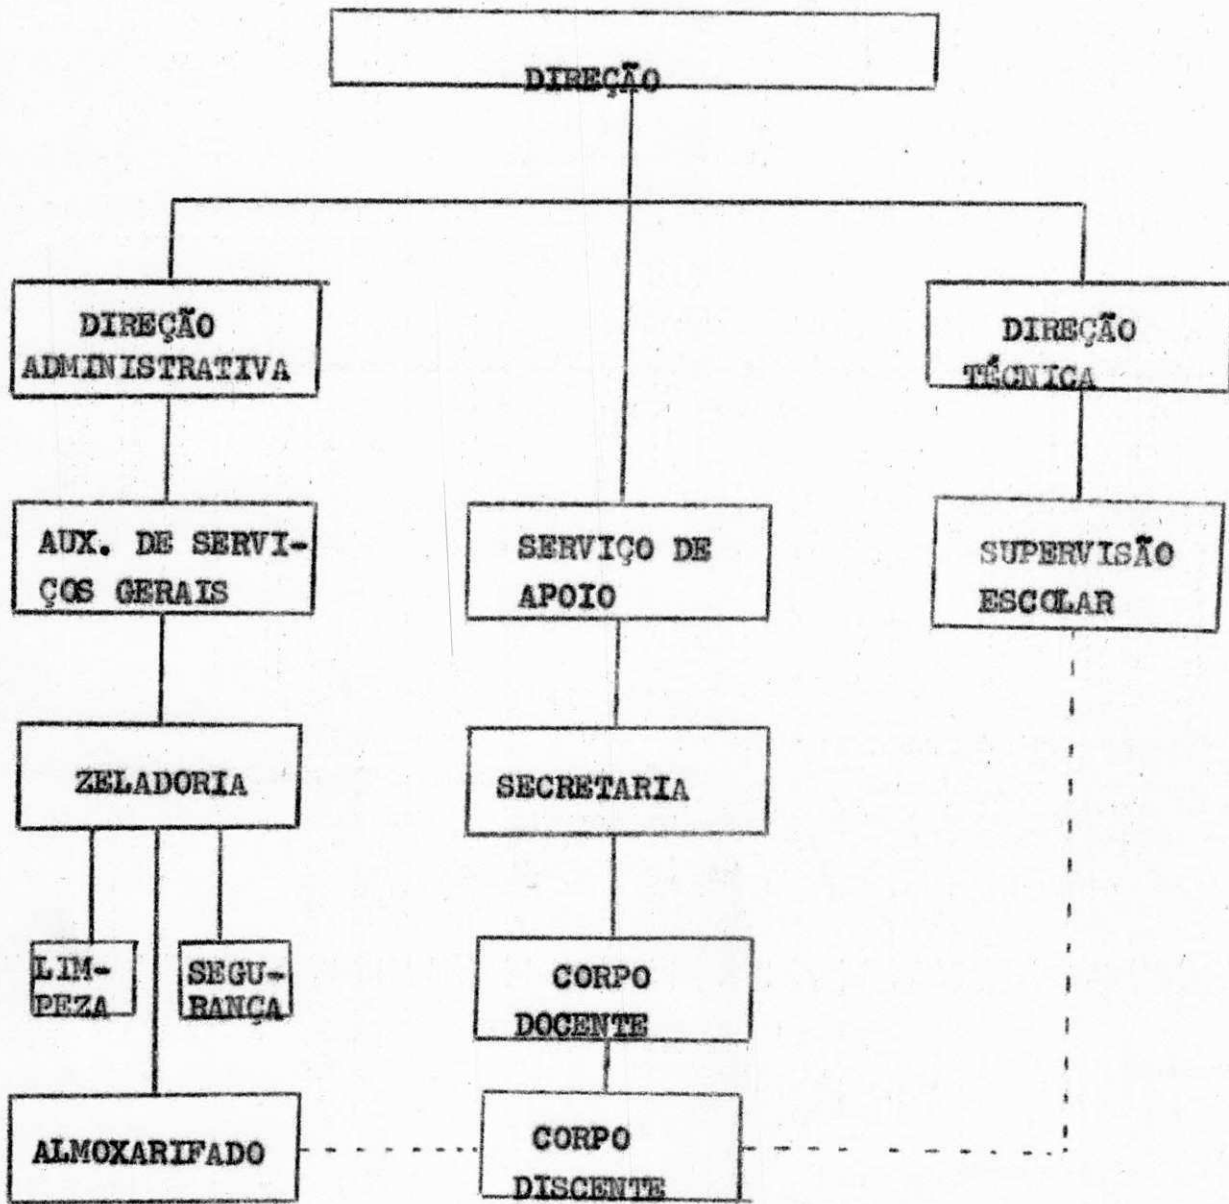 DIREÇÃO
DIREÇÃO
ADMINISTRATIVA
DIREÇÃO
TÉCNICA
AUX. DE SERVI-
ÇOS GERAIS
SERVIÇO DE
APOIO
SUPERVISÃO
ESCOLAR
ZELADORIA
SECRETARIA
LIM-
PEZA
SEGU-
RANÇA
CORPO
DOCENTE
ALMOXARIFADO
CORPO
DISCENTE